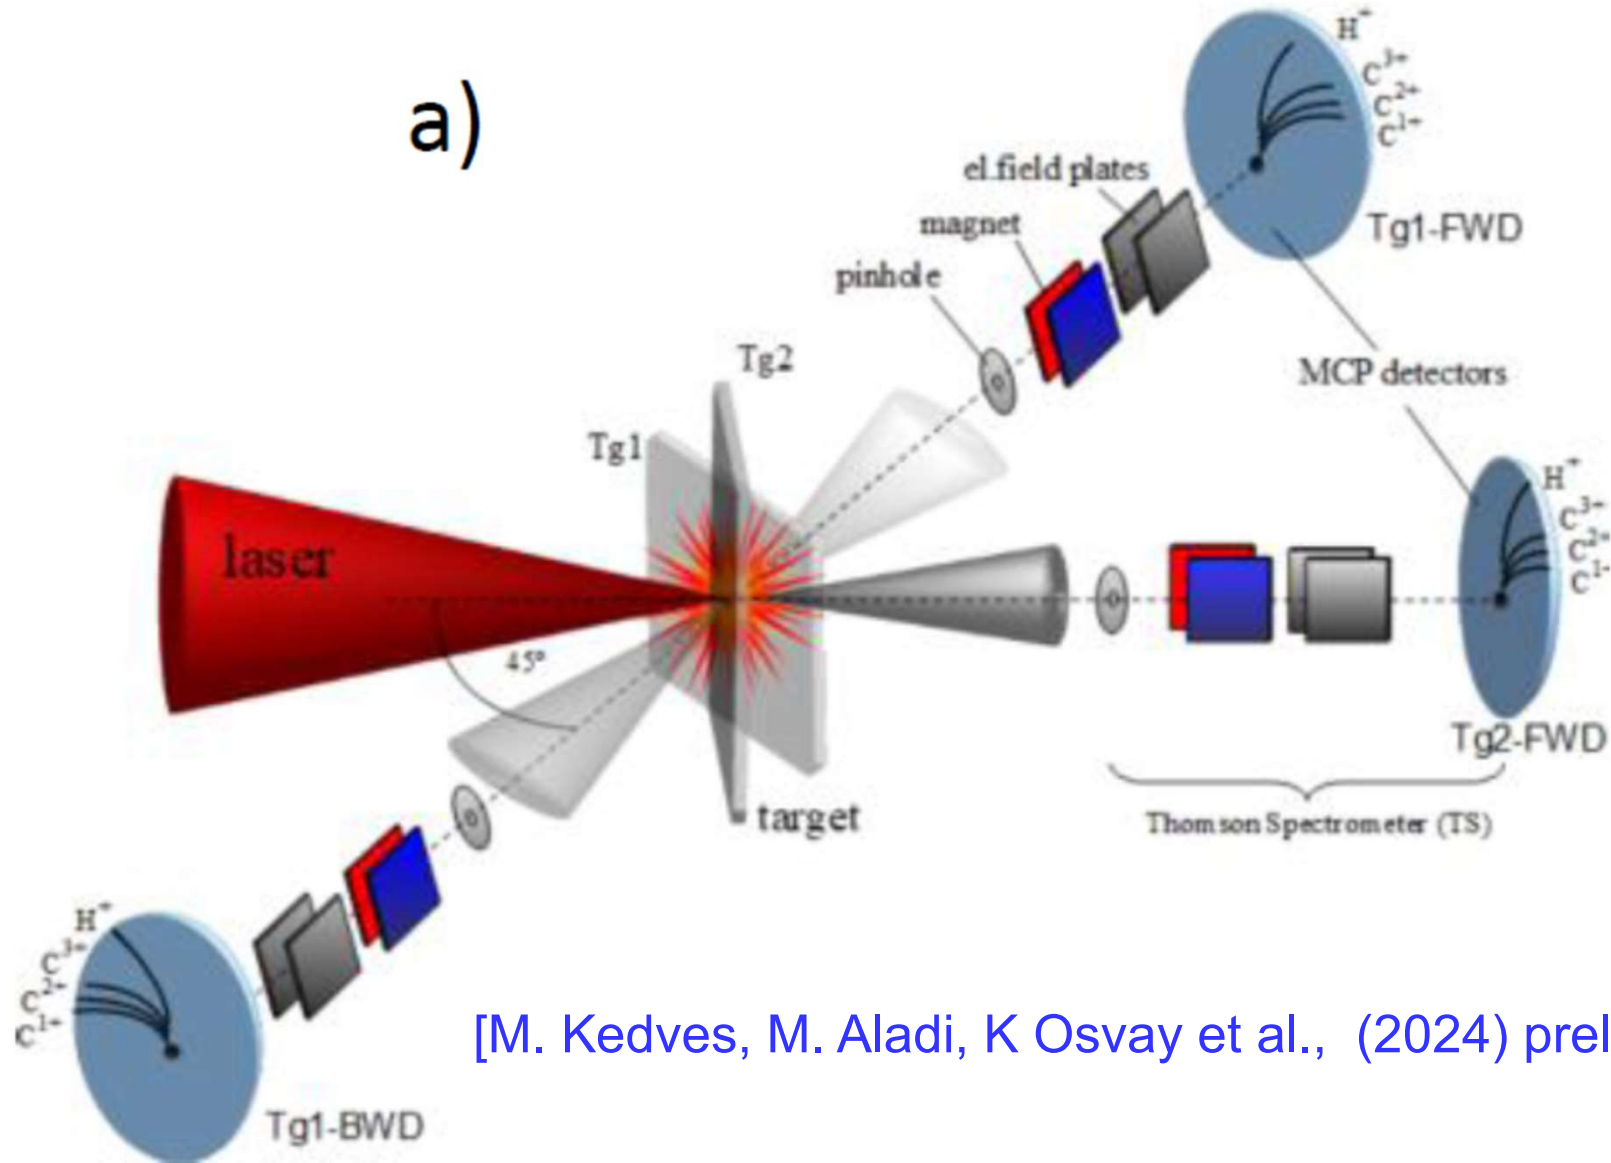 a)
H⁺
C³⁺
C²⁺
C¹⁺
el.field plates
magnet
pinhole
Tg1-FWD
MCP detectors
Tg2
Tg1
laser
45°
H⁺
C³⁺
C²⁺
C¹⁻
Tg2-FWD
target
Thomson Spectrometer (TS)
H⁺
C³⁺
C²⁺
C¹⁺
[M. Kedves, M. Aladi, K Osvay et al., (2024) prel
Tg1-BWD